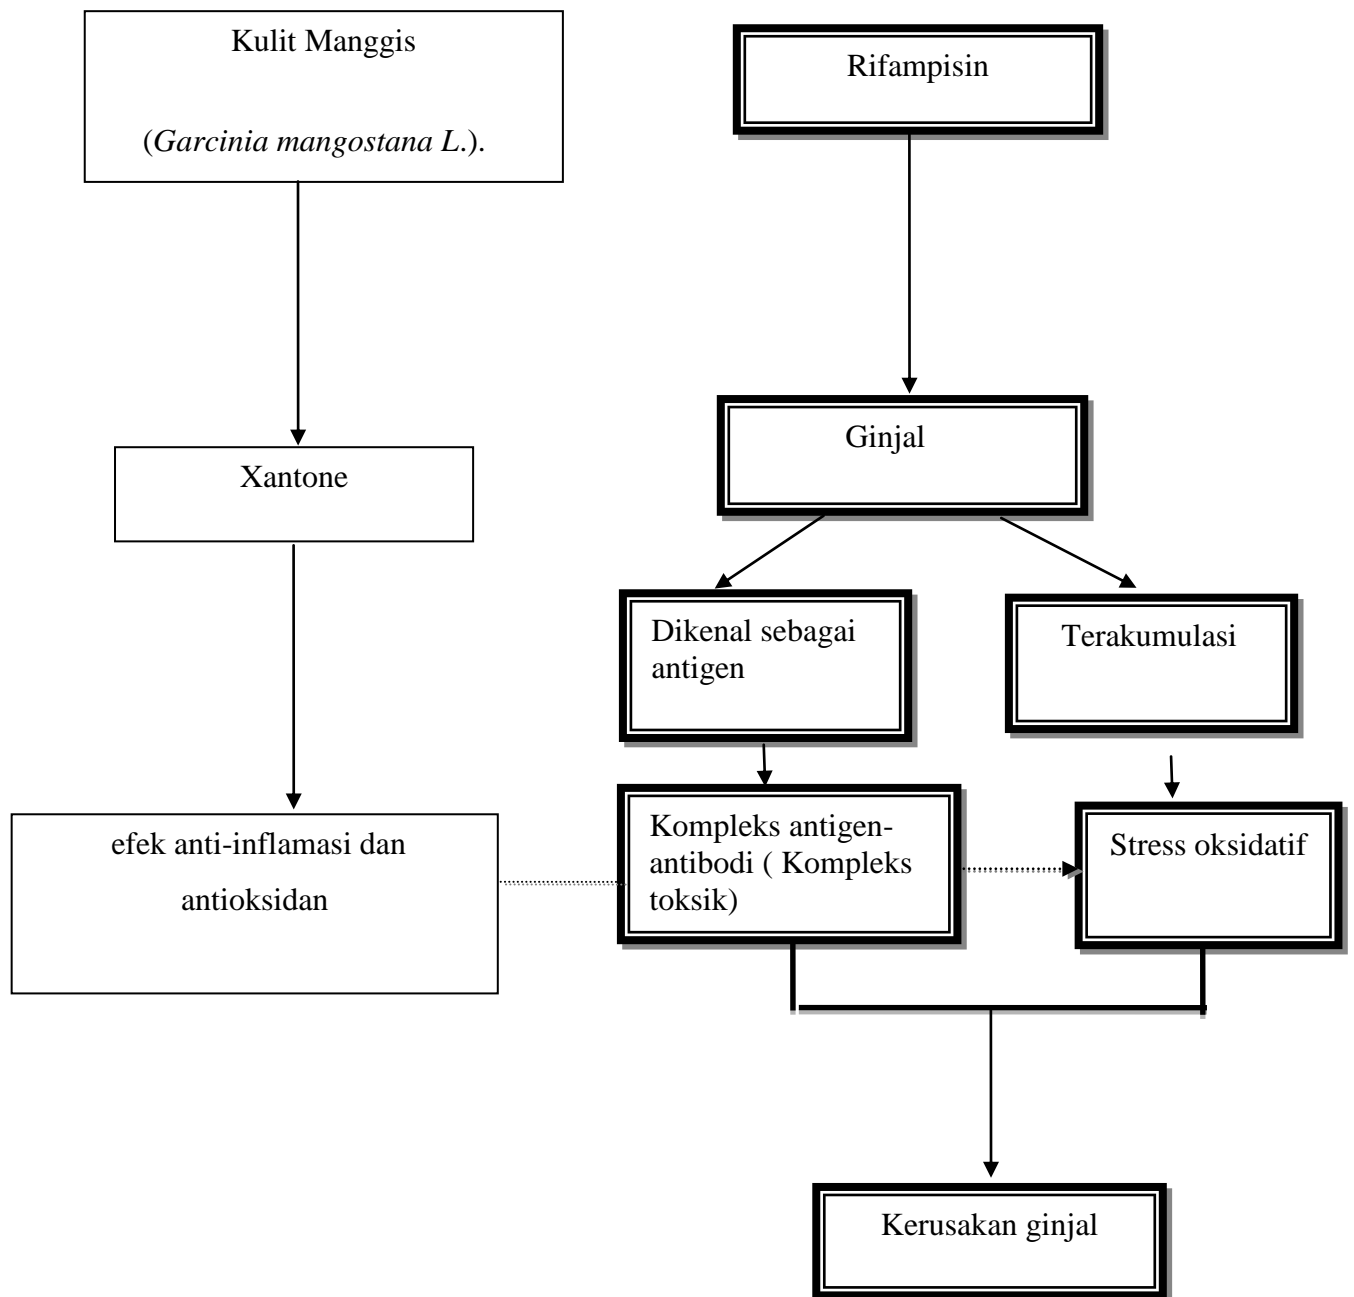 Kulit Manggis
(Garcinia mangostana L.).
Rifampisin
Ginjal
Xantone
Dikenal sebagai
antigen
Terakumulasi
efek anti-inflamasi dan
antioksidan
Kompleks antigen-
antibodi ( Kompleks
toksik)
Stress oksidatif
Kerusakan ginjal